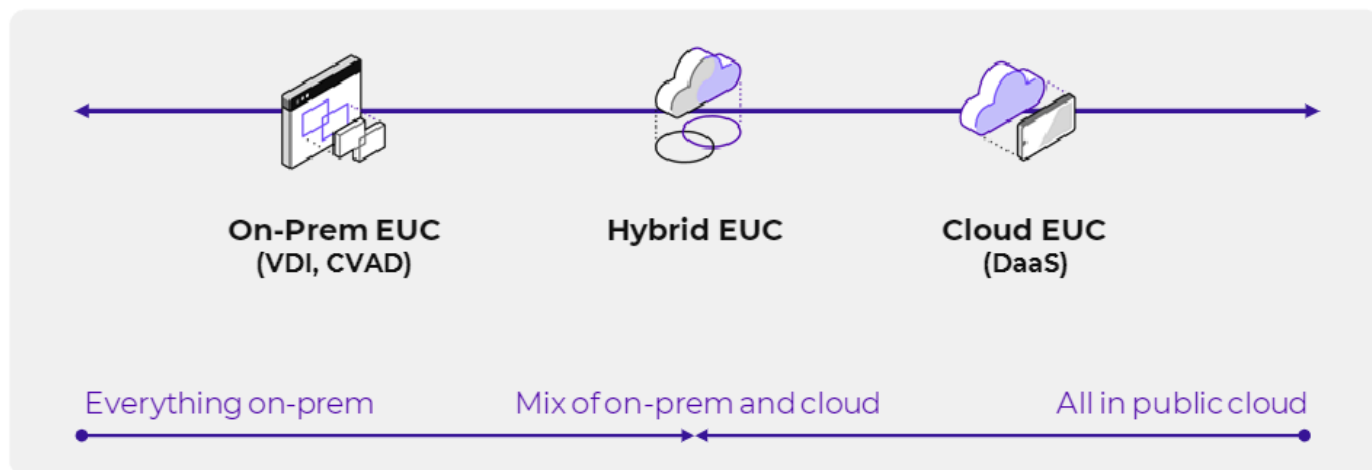 On-Prem EUC
(VDI, CVAD)
Hybrid EUC
Cloud EUC
(DaaS)
Everything on-prem
Mix of on-prem and cloud
All in public cloud